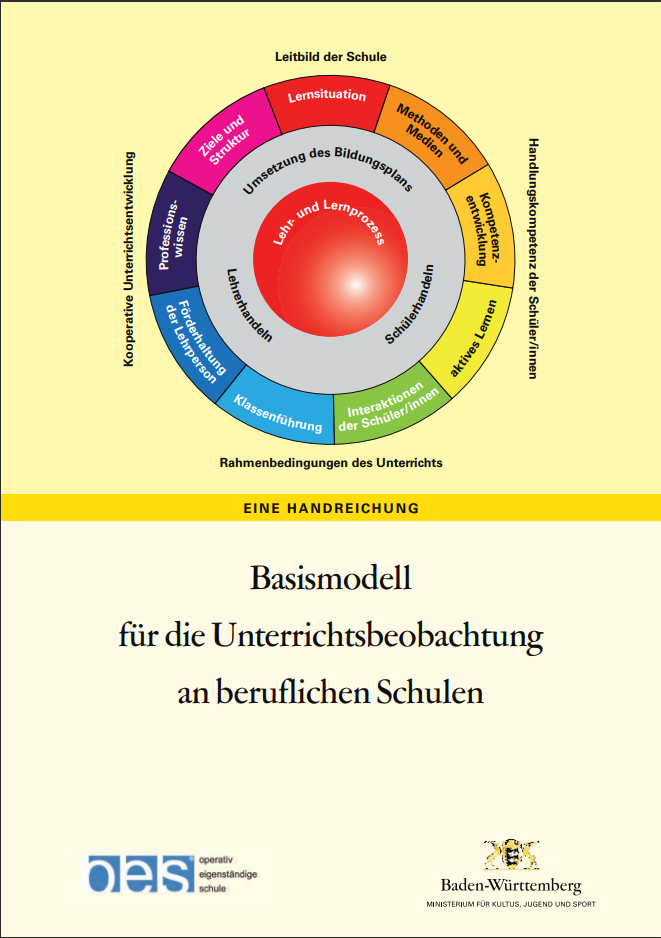 Leitbild der Schule
Lernsituation
Methoden und
Medien
Kompetenz-
entwicklung
aktives Lernen
Interaktionen
der Schüler/innen
Klassenführung
Förderhaltung
der Lehrperson
Professions-
wissen
Ziele und
Struktur
Umsetzung des Bildungsplans
Schülerhandeln
Lehrerhandeln
Lehr- und Lernprozess
Kooperative Unterrichtsentwicklung
Handlungskompetenz der Schüler/innen
Rahmenbedingungen des Unterrichts
EINE HANDREICHUNG
Basismodell
für die Unterrichtsbeobachtung
an beruflichen Schulen
oes®
operativ
eigenständige
schule
Baden-Württemberg
MINISTERIUM FÜR KULTUS, JUGEND UND SPORT